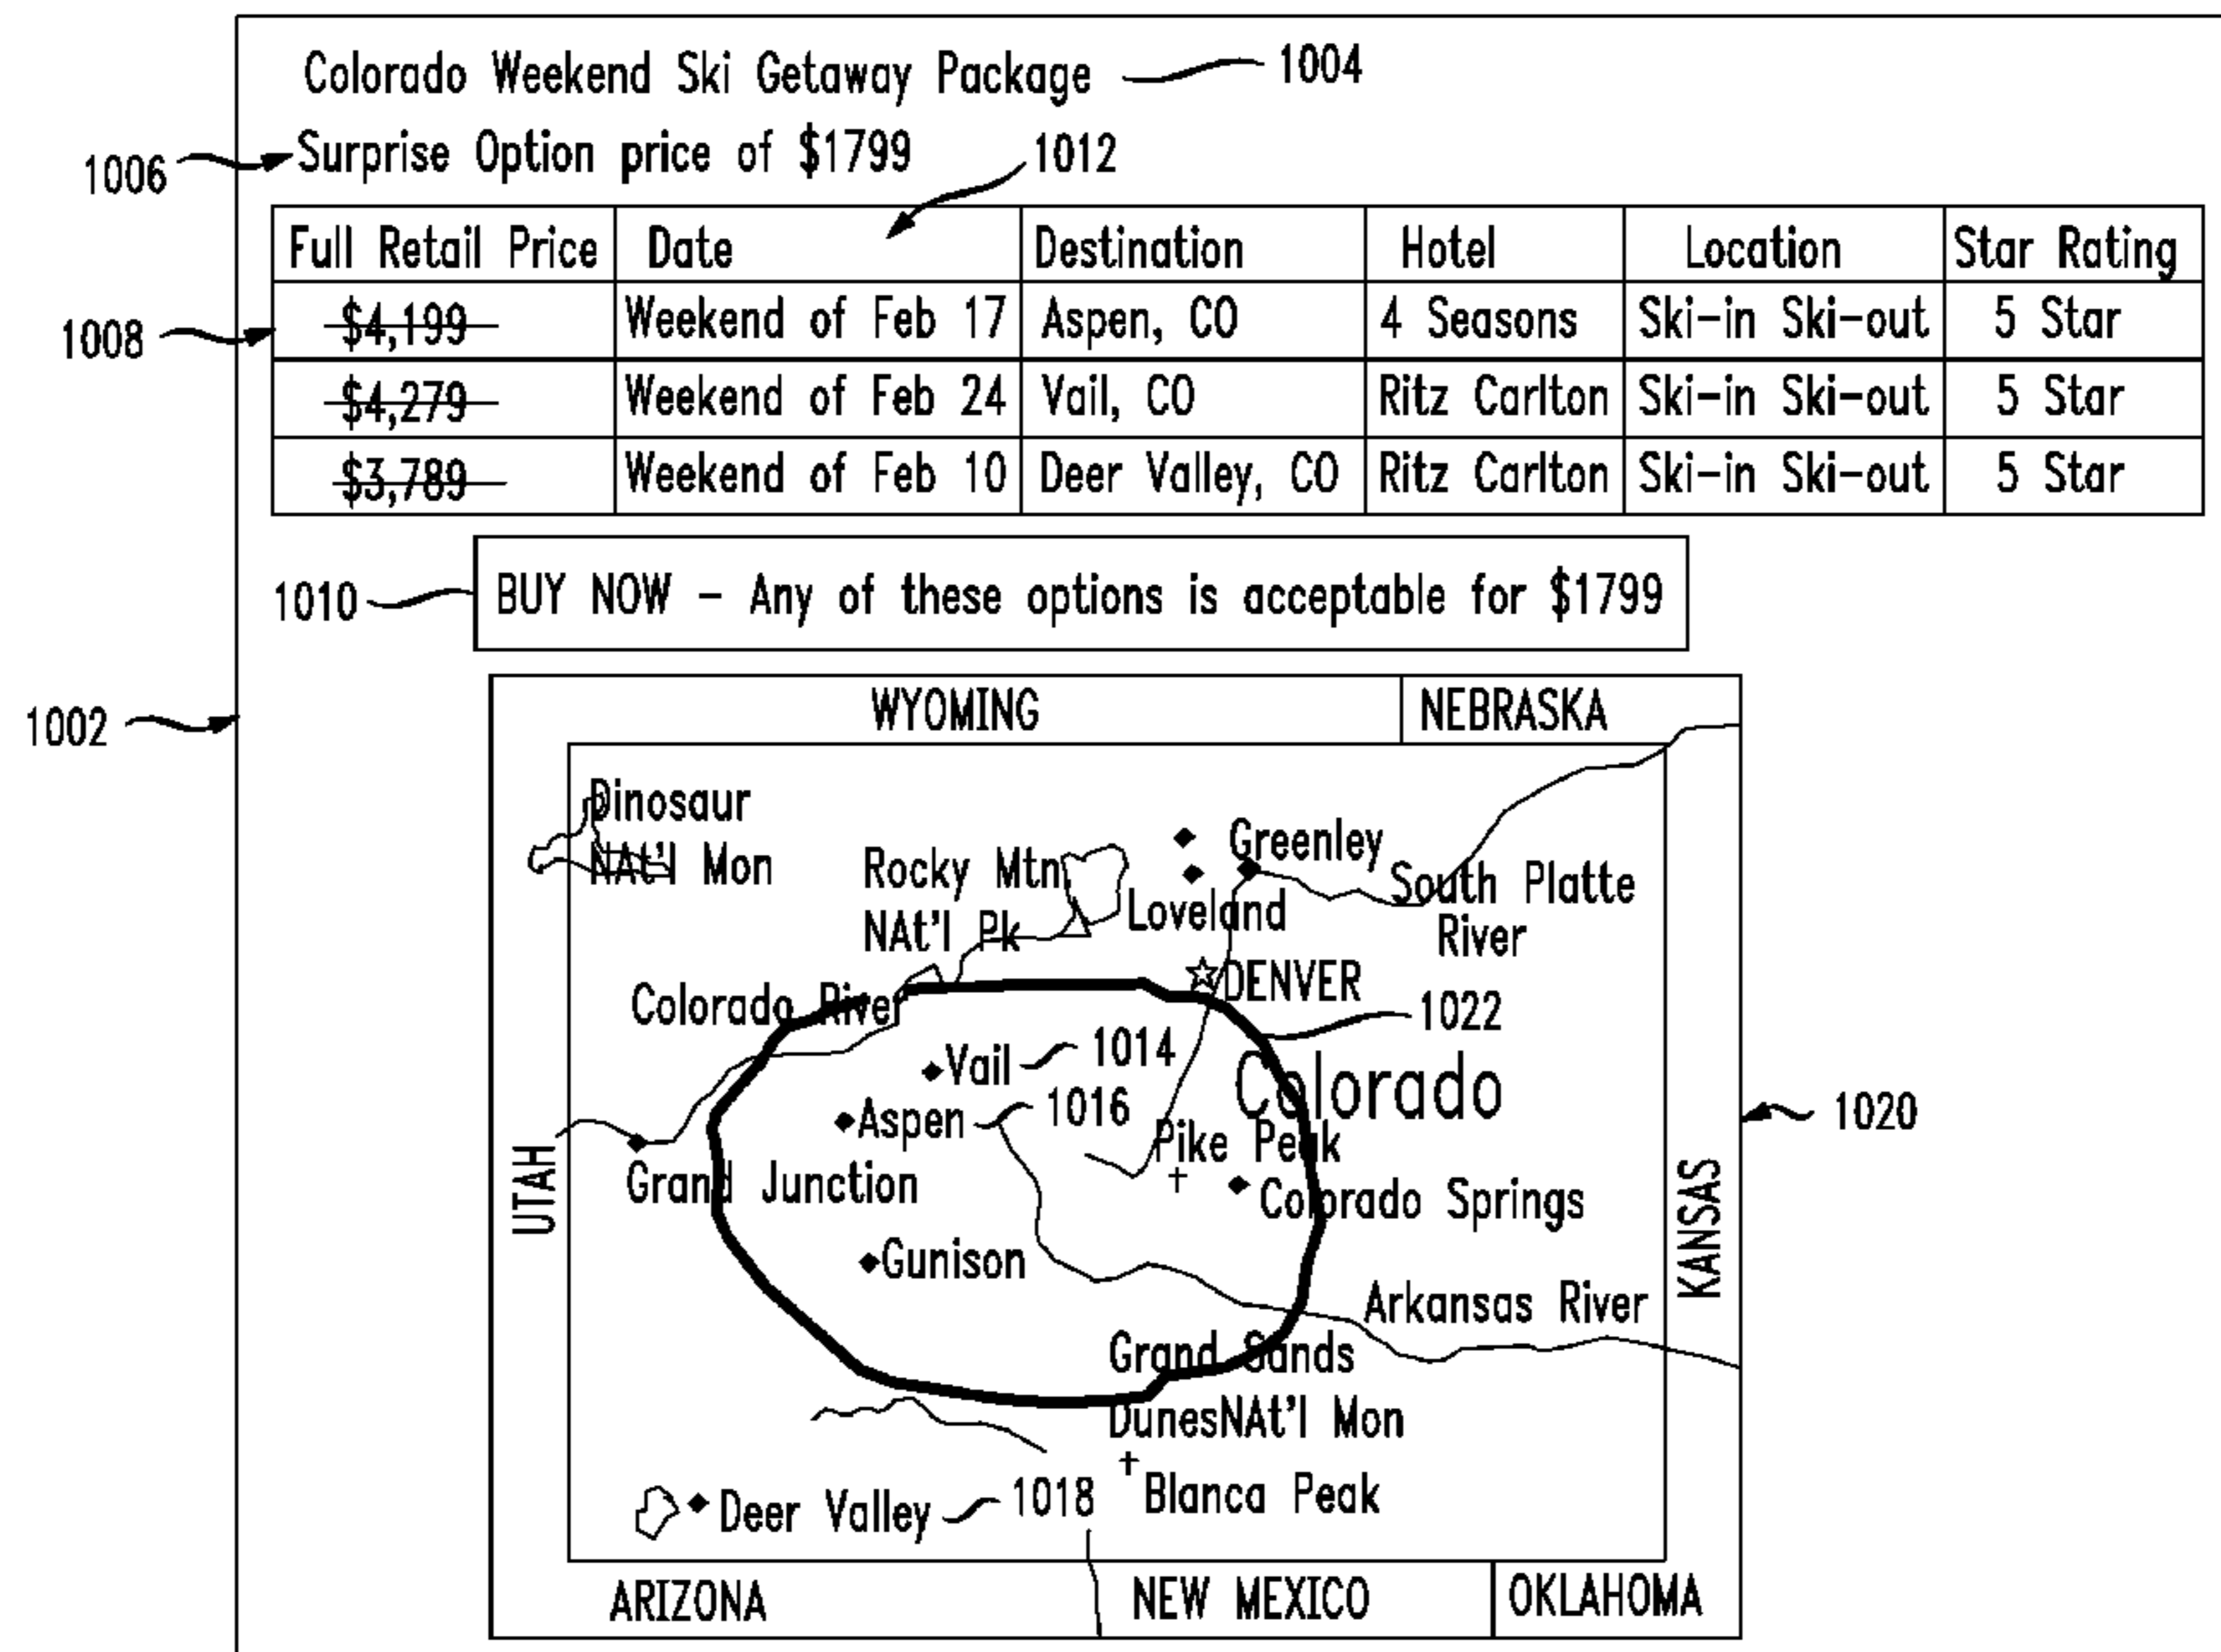 Colorado Weekend Ski Getaway Package 1004
1006 Surprise Option price of $1799 1012
Full Retail Price Date Destination Hotel Location Star Rating
1008 $4,199 Weekend of Feb 17 Aspen, CO 4 Seasons Ski-in Ski-out 5 Star
$4,279 Weekend of Feb 24 Vail, CO Ritz Carlton Ski-in Ski-out 5 Star
$3,789 Weekend of Feb 10 Deer Valley, CO Ritz Carlton Ski-in Ski-out 5 Star
1010 BUY NOW - Any of these options is acceptable for $1799
1002 WYOMING NEBRASKA
Dinosaur
NAt'l Mon
Rocky Mtn
NAt'l Pk
Greenley
Loveland
South Platte
River
DENVER
Colorado River
1022
Vail 1014
Colorado
Aspen 1016
1020
Pike Peak
UTAH
Grand Junction
Colorado Springs
KANSAS
Gunison
Arkansas River
Grand Sands
DunesNAt'l Mon
Blanca Peak
Deer Valley 1018
ARIZONA NEW MEXICO OKLAHOMA